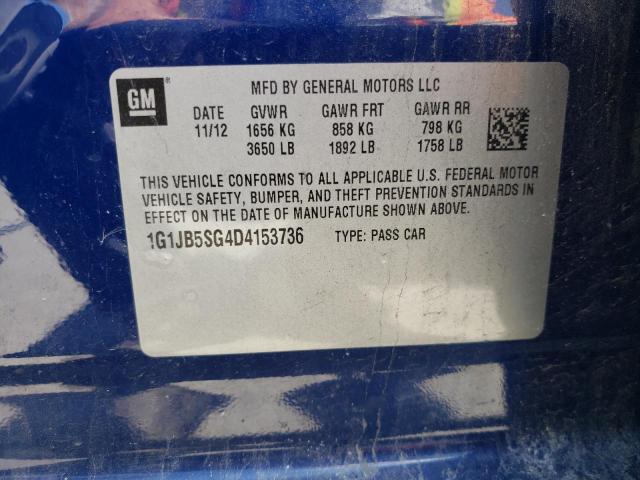 GM
MFD BY GENERAL MOTORS LLC
DATE GVWR GAWR FRT GAWR RR
11/12 1656 KG 858 KG 798 KG
3650 LB 1892 LB 1758 LB
THIS VEHICLE CONFORMS TO ALL APPLICABLE U.S. FEDERAL MOTOR
VEHICLE SAFETY, BUMPER, AND THEFT PREVENTION STANDARDS IN
EFFECT ON THE DATE OF MANUFACTURE SHOWN ABOVE.
1G1JB5SG4D4153736 TYPE: PASS CAR